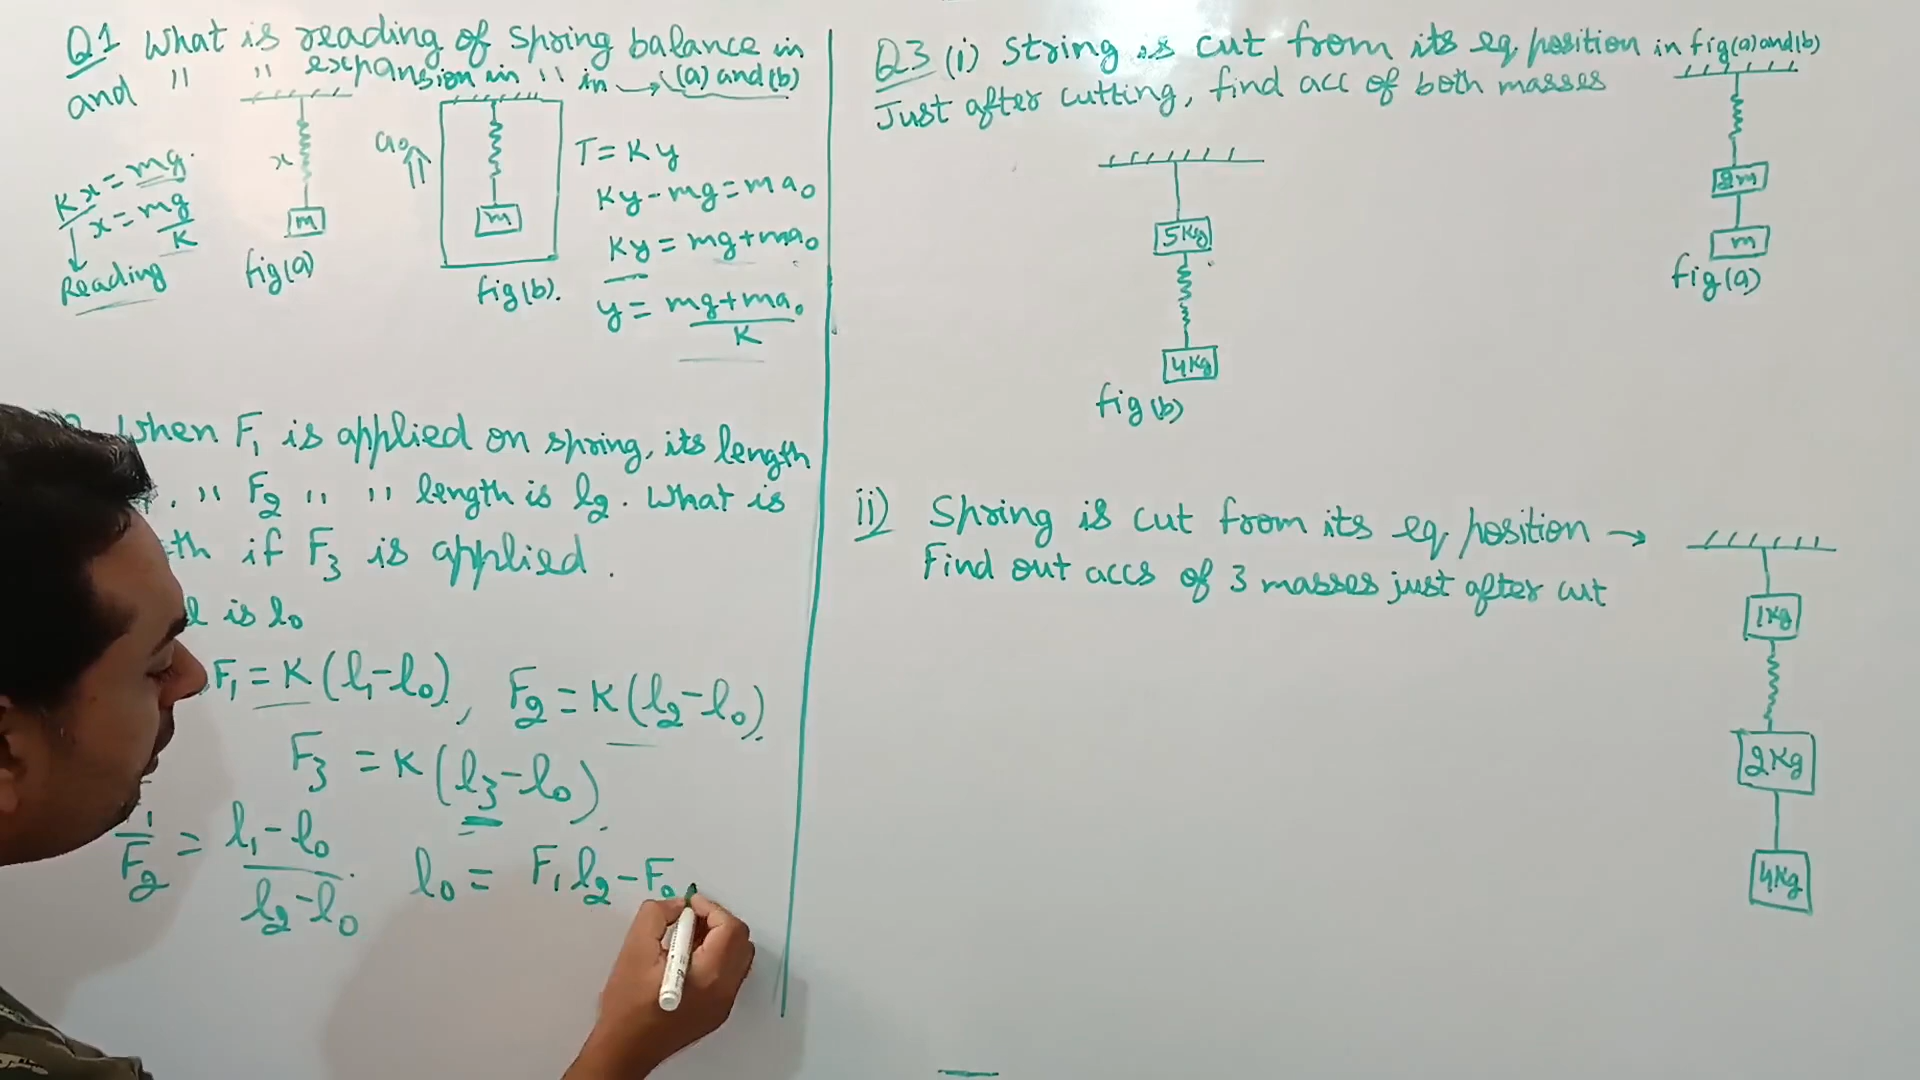 Q1 What is reading of spring balance in
and " " expansion in " in → (a) and (b)
Kx = mg.
x = mg/K
Reading
x
m
fig(a)
a₀
m
fig(b).
T = Ky
Ky - mg = ma₀
Ky = mg + ma₀
y = mg + ma₀/K
When F₁ is applied on spring, its length
. " F₂ " " length is l₂. What is
th if F₃ is applied.
l is l₀
F₁ = K(l₁ - l₀), F₂ = K(l₂ - l₀).
F₃ = K(l₃ - l₀).
/F₂ = l₁ - l₀/l₂ - l₀
l₀ = F₁l₂ - F₂
Q3 (i) String is cut from its eq. position in fig(a) and (b)
Just after cutting, find acc of both masses
5Kg
4Kg
fig(b)
2m
m
fig(a)
ii) Spring is cut from its eq. position →
Find out accs of 3 masses just after cut
1Kg
2Kg
4Kg